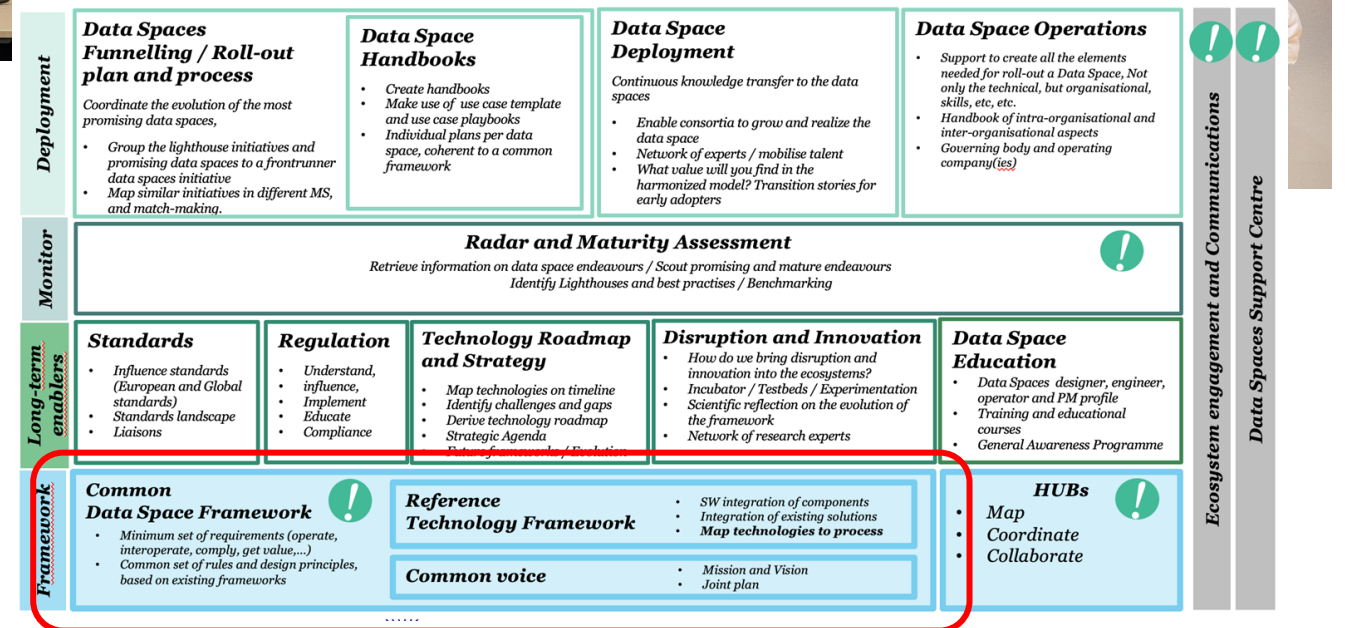 Deployment
Data Spaces
Funnelling / Roll-out
plan and process
Coordinate the evolution of the most
promising data spaces,
• Group the lighthouse initiatives and
promising data spaces to a frontrunner
data spaces initiative
• Map similar initiatives in different MS,
and match-making.
Data Space
Handbooks
• Create handbooks
• Make use of use case template
and use case playbooks
• Individual plans per data
space, coherent to a common
framework
Data Space
Deployment
Continuous knowledge transfer to the data
spaces
• Enable consortia to grow and realize the
data space
• Network of experts / mobilise talent
• What value will you find in the
harmonized model? Transition stories for
early adopters
Data Space Operations
• Support to create all the elements
needed for roll-out a Data Space, Not
only the technical, but organisational,
skills, etc, etc.
• Handbook of intra-organisational and
inter-organisational aspects
• Governing body and operating
company(ies)
!
!
Ecosystem engagement and Communications
Data Spaces Support Centre
Monitor
Radar and Maturity Assessment
Retrieve information on data space endeavours / Scout promising and mature endeavours
Identify Lighthouses and best practises / Benchmarking
!
Long-term
enablers
Standards
• Influence standards
(European and Global
standards)
• Standards landscape
• Liaisons
Regulation
• Understand,
• influence,
• Implement
• Educate
• Compliance
Technology Roadmap
and Strategy
• Map technologies on timeline
• Identify challenges and gaps
• Derive technology roadmap
• Strategic Agenda
• Future frameworks / Evolution
Disruption and Innovation
• How do we bring disruption and
innovation into the ecosystems?
• Incubator / Testbeds / Experimentation
• Scientific reflection on the evolution of
the framework
• Network of research experts
Data Space
Education
• Data Spaces designer, engineer,
operator and PM profile
• Training and educational
courses
• General Awareness Programme
Framework
Common
Data Space Framework
!
• Minimum set of requirements (operate,
interoperate, comply, get value,...)
• Common set of rules and design principles,
based on existing frameworks
Reference
Technology Framework
• SW integration of components
• Integration of existing solutions
• Map technologies to process
Common voice
• Mission and Vision
• Joint plan
HUBs
!
• Map
• Coordinate
• Collaborate